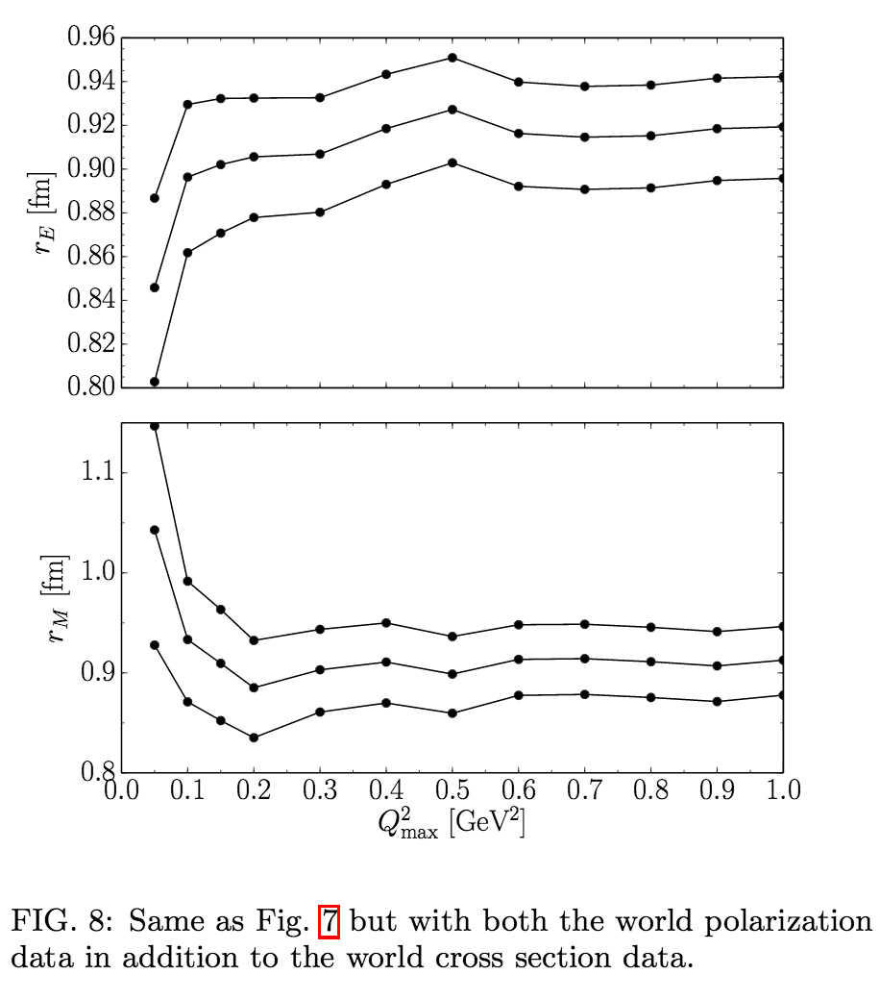 0.96
0.94
0.92
0.90
0.88
0.86
0.84
0.82
0.80
r_E [fm]
1.1
1.0
0.9
0.8
r_M [fm]
0.0 0.1 0.2 0.3 0.4 0.5 0.6 0.7 0.8 0.9 1.0
Q²_max [GeV²]
FIG. 8: Same as Fig. 7 but with both the world polarization
data in addition to the world cross section data.